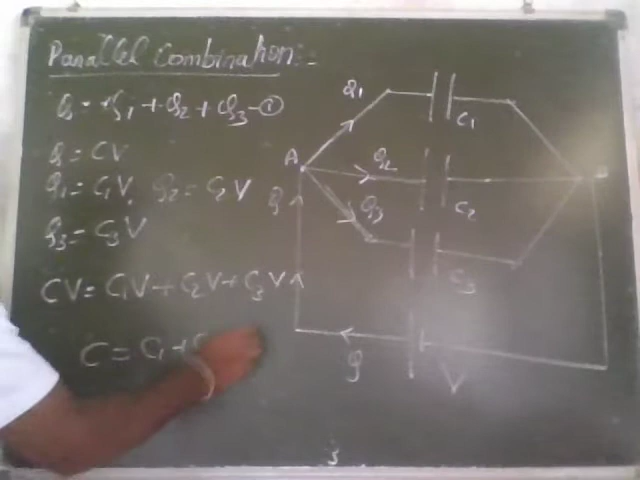 Parallel Combination:-
Q = Q1 + Q2 + Q3 - ①
Q = CV
Q1 = C1V, Q2 = C2V
Q3 = C3V
CV = C1V + C2V + C3V
C = C1 + C
Q1
C1
A
Q2
B
C2
Q
Q3
C3
Q
V